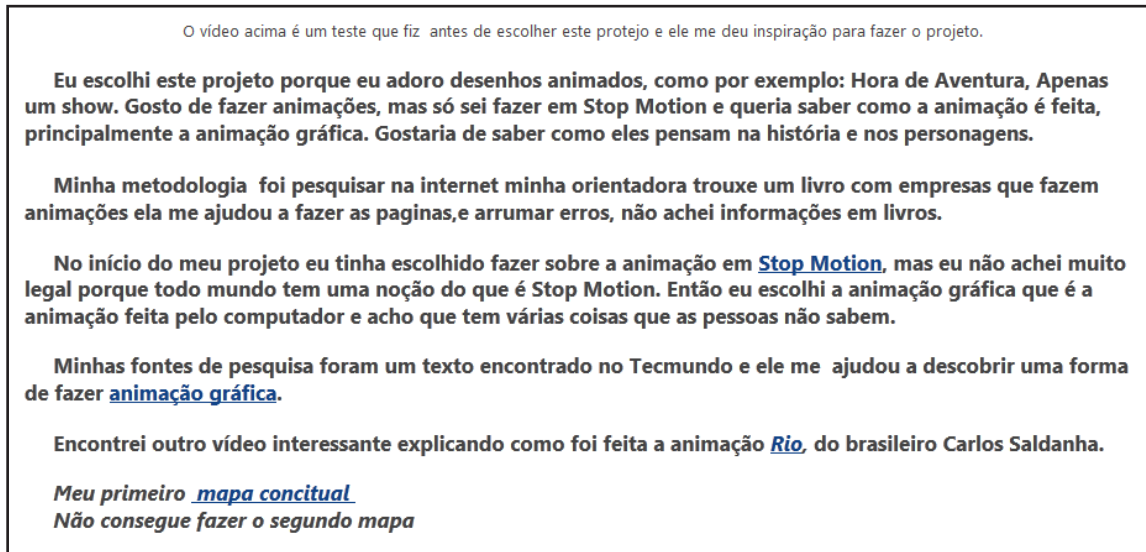 O vídeo acima é um teste que fiz  antes de escolher este protejo e ele me deu inspiração para fazer o projeto.
Eu escolhi este projeto porque eu adoro desenhos animados, como por exemplo: Hora de Aventura, Apenas
um show. Gosto de fazer animações, mas só sei fazer em Stop Motion e queria saber como a animação é feita,
principalmente a animação gráfica. Gostaria de saber como eles pensam na história e nos personagens.
Minha metodologia  foi pesquisar na internet minha orientadora trouxe um livro com empresas que fazem
animações ela me ajudou a fazer as paginas,e arrumar erros, não achei informações em livros.
No início do meu projeto eu tinha escolhido fazer sobre a animação em Stop Motion, mas eu não achei muito
legal porque todo mundo tem uma noção do que é Stop Motion. Então eu escolhi a animação gráfica que é a
animação feita pelo computador e acho que tem várias coisas que as pessoas não sabem.
Minhas fontes de pesquisa foram um texto encontrado no Tecmundo e ele me  ajudou a descobrir uma forma
de fazer animação gráfica.
Encontrei outro vídeo interessante explicando como foi feita a animação Rio, do brasileiro Carlos Saldanha.
Meu primeiro  mapa concitual
Não consegue fazer o segundo mapa